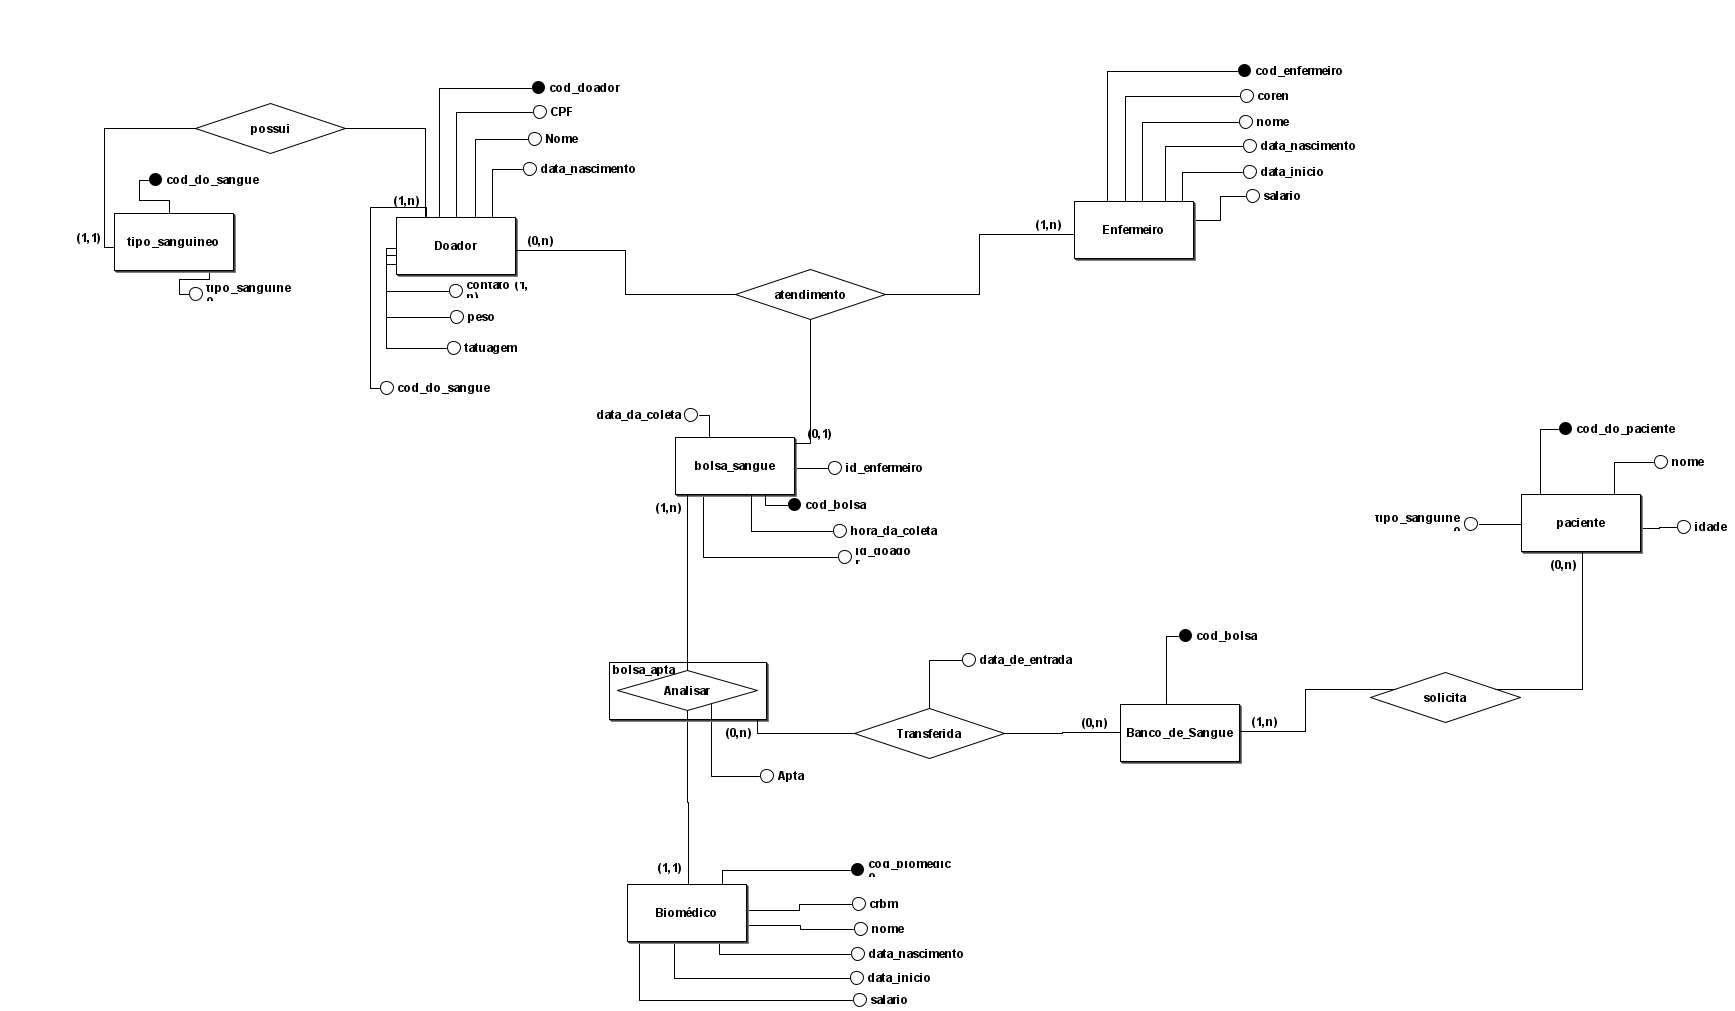 cod_doador
CPF
Nome
data_nascimento
possui
cod_do_sangue
(1,n)
(1,1)
tipo_sanguineo
Doador
(0,n)
tipo_sanguine
o
contato (1,
n)
peso
tatuagem
cod_do_sangue
cod_enfermeiro
coren
nome
data_nascimento
data_inicio
salario
(1,n)
Enfermeiro
atendimento
data_da_coleta
(0,1)
bolsa_sangue
id_enfermeiro
cod_bolsa
(1,n)
hora_da_coleta
id_doado
r
cod_do_paciente
nome
tipo_sanguine
o
paciente
idade
(0,n)
cod_bolsa
data_de_entrada
bolsa_apta
Analisar
solicita
(0,n)
Transferida
(0,n)
Banco_de_Sangue
(1,n)
Apta
(1,1)
cod_biomedic
o
Biomédico
crbm
nome
data_nascimento
data_inicio
salario